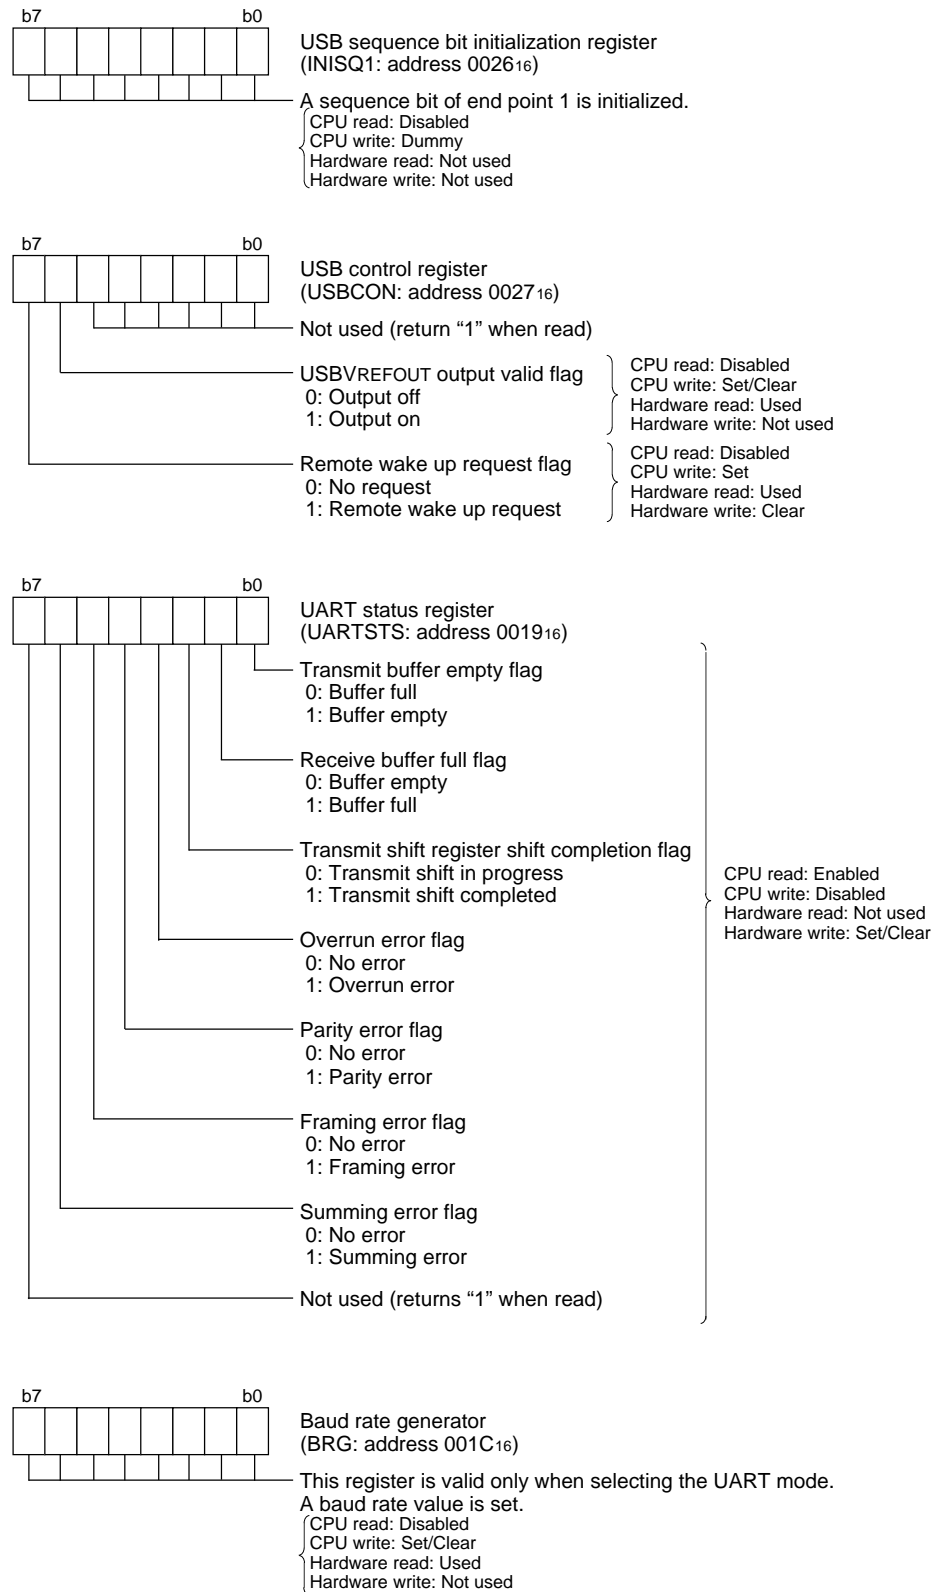 b7 b0
USB sequence bit initialization register
(INISQ1: address 002616)
A sequence bit of end point 1 is initialized.
CPU read: Disabled
CPU write: Dummy
Hardware read: Not used
Hardware write: Not used
b7 b0
USB control register
(USBCON: address 002716)
Not used (return “1” when read)
USBVREFOUT output valid flag
0: Output off
1: Output on
CPU read: Disabled
CPU write: Set/Clear
Hardware read: Used
Hardware write: Not used
Remote wake up request flag
0: No request
1: Remote wake up request
CPU read: Disabled
CPU write: Set
Hardware read: Used
Hardware write: Clear
b7 b0
UART status register
(UARTSTS: address 001916)
Transmit buffer empty flag
0: Buffer full
1: Buffer empty
Receive buffer full flag
0: Buffer empty
1: Buffer full
Transmit shift register shift completion flag
0: Transmit shift in progress
1: Transmit shift completed
Overrun error flag
0: No error
1: Overrun error
Parity error flag
0: No error
1: Parity error
Framing error flag
0: No error
1: Framing error
Summing error flag
0: No error
1: Summing error
Not used (returns “1” when read)
CPU read: Enabled
CPU write: Disabled
Hardware read: Not used
Hardware write: Set/Clear
b7 b0
Baud rate generator
(BRG: address 001C16)
This register is valid only when selecting the UART mode.
A baud rate value is set.
CPU read: Disabled
CPU write: Set/Clear
Hardware read: Used
Hardware write: Not used